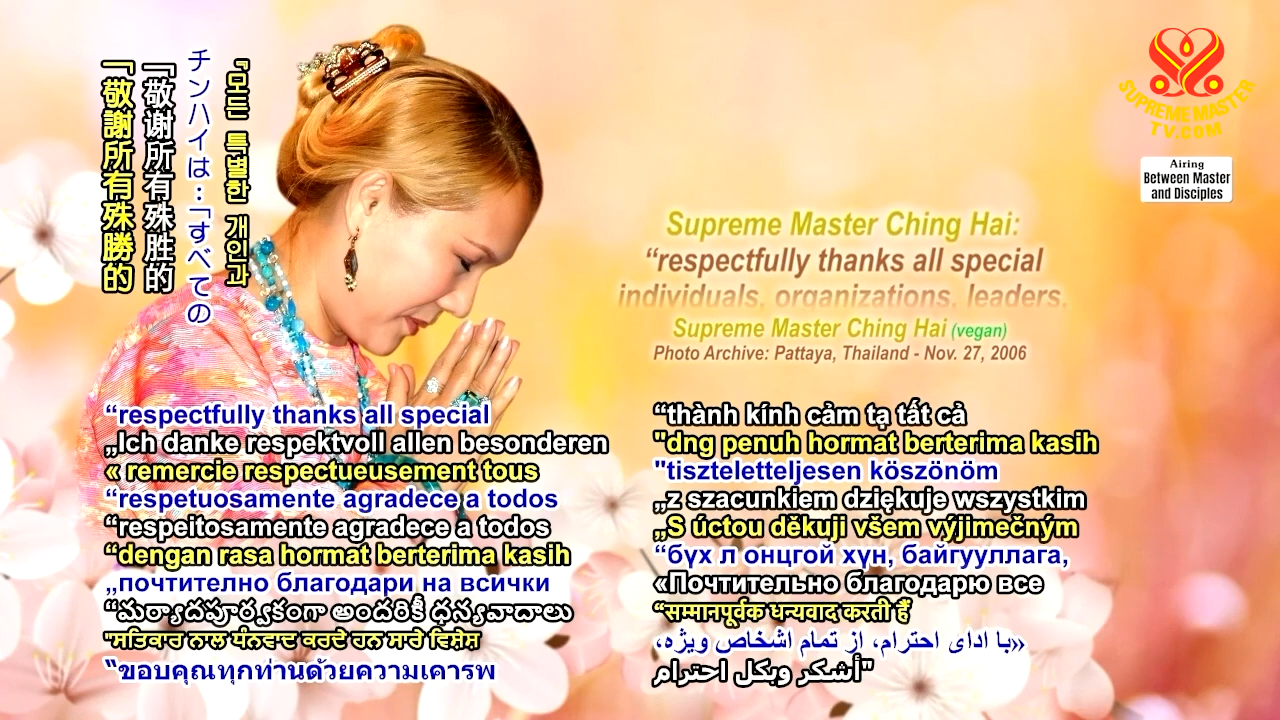 「敬謝所有殊勝的
「敬谢所有殊胜的
チンハイは：「すべての
『모든 특별한 개인과
SUPREME MASTER
TV.COM
Airing
Between Master
and Disciples
Supreme Master Ching Hai:
“respectfully thanks all special
individuals, organizations, leaders,
Supreme Master Ching Hai (vegan)
Photo Archive: Pattaya, Thailand - Nov. 27, 2006
“respectfully thanks all special
„Ich danke respektvoll allen besonderen
« remercie respectueusement tous
“respetuosamente agradece a todos
“respeitosamente agradece a todos
“dengan rasa hormat berterima kasih
„почтително благодари на всички
“మర్యాదపూర్వకంగా అందరికీ ధన్యవాదాలు
"ਸਤਿਕਾਰ ਨਾਲ ਧੰਨਵਾਦ ਕਰਦੇ ਹਨ ਸਾਰੇ ਵਿਸ਼ੇਸ਼
“ขอบคุณทุกท่านด้วยความเคารพ
“thành kính cảm tạ tất cả
"dng penuh hormat berterima kasih
"tiszteletteljesen köszönöm
„z szacunkiem dziękuje wszystkim
„S úctou děkuji všem výjimečným
“бүх л онцгой хүн, байгууллага,
«Почтительно благодарю все
“सम्मानपूर्वक धन्यवाद करती हैं
«با ادای احترام، از تمام اشخاص ویژه،
"أشكر وبكل احترام